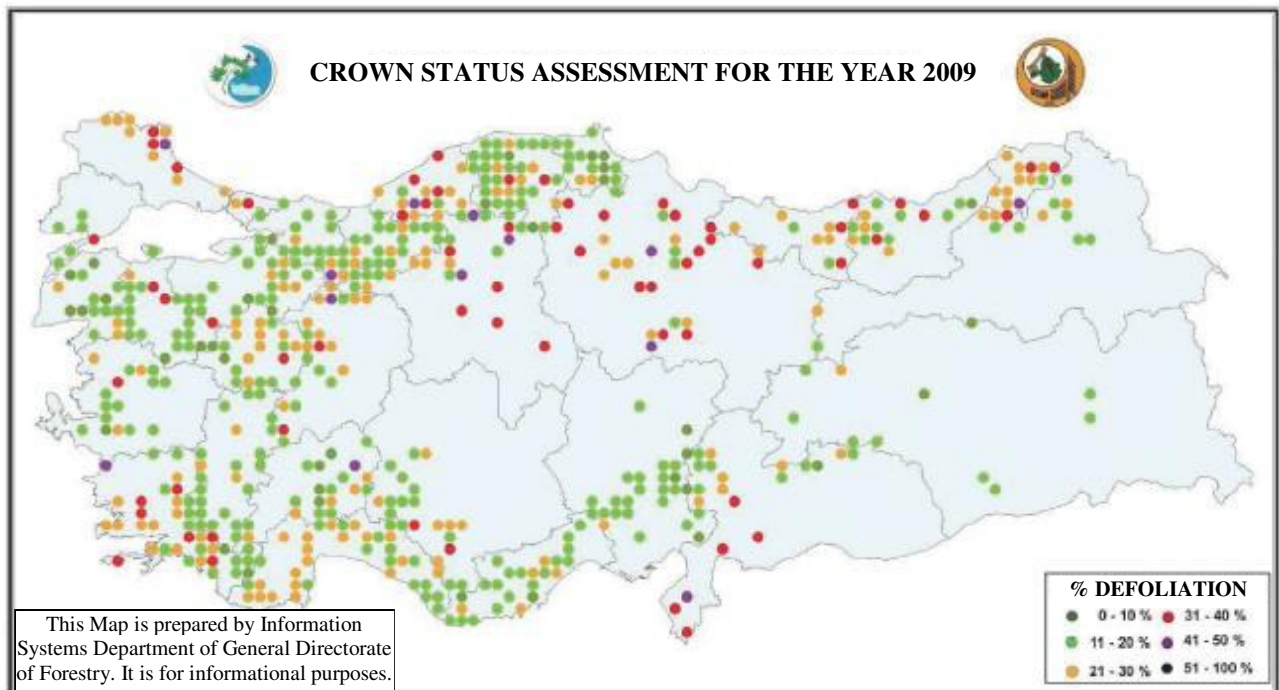 CROWN STATUS ASSESSMENT FOR THE YEAR 2009
% DEFOLIATION
0 - 10 %
31 - 40 %
11 - 20 %
41 - 50 %
21 - 30 %
51 - 100 %
This Map is prepared by Information
Systems Department of General Directorate
of Forestry. It is for informational purposes.